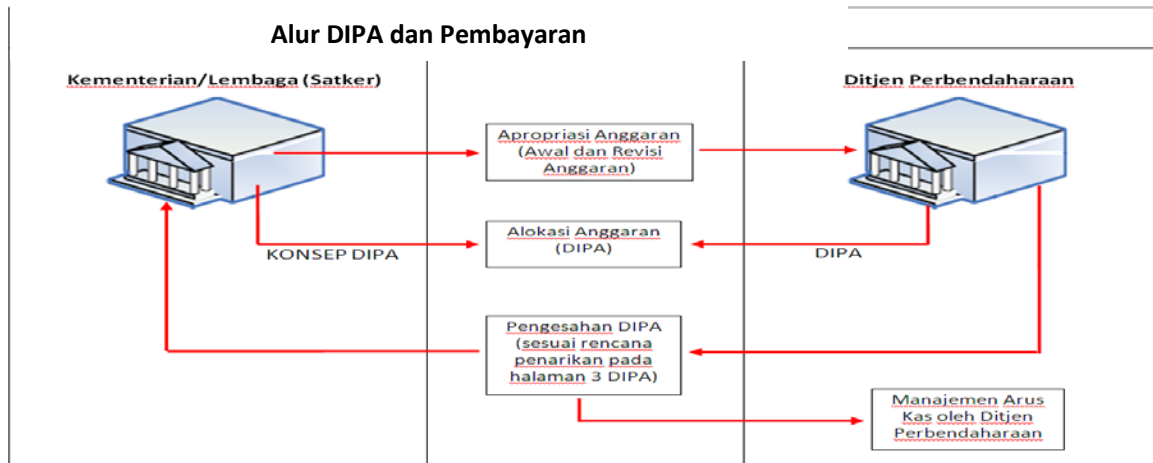 Alur DIPA dan Pembayaran
Kementerian/Lembaga (Satker)
Ditjen Perbendaharaan
Apropriasi Anggaran
(Awal dan Revisi
Anggaran)
Alokasi Anggaran
(DIPA)
KONSEP DIPA
DIPA
Pengesahan DIPA
(sesuai rencana
penarikan pada
halaman 3 DIPA)
Manajemen Arus
Kas oleh Ditjen
Perbendaharaan